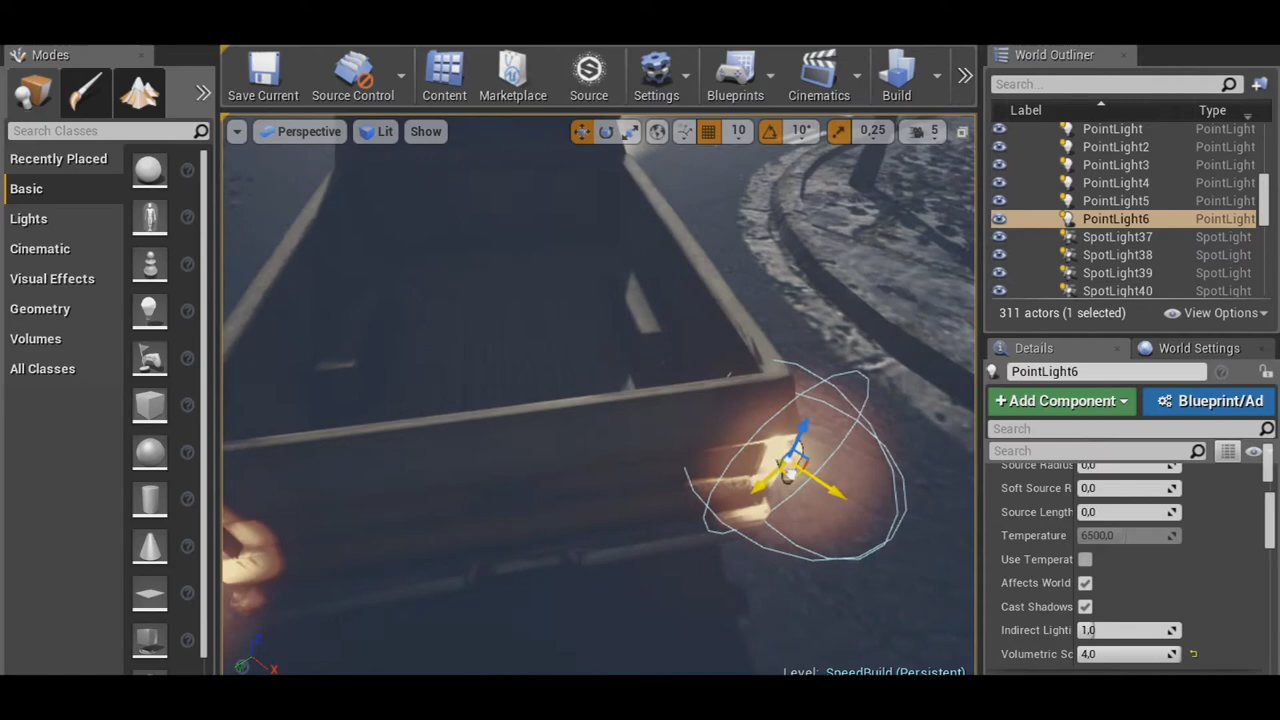 Modes
Save Current
Source Control
Content
Marketplace
Source
Settings
Blueprints
Cinematics
Build
Search Classes
Recently Placed
Basic
Lights
Cinematic
Visual Effects
Geometry
Volumes
All Classes
Perspective
Lit
Show
10
10°
0,25
5
X
Level: SpeedBuild (Persistent)
World Outliner
Search...
Label Type
PointLight PointLight
PointLight2 PointLight
PointLight3 PointLight
PointLight4 PointLight
PointLight5 PointLight
PointLight6 PointLight
SpotLight37 SpotLight
SpotLight38 SpotLight
SpotLight39 SpotLight
SpotLight40 SpotLight
311 actors (1 selected) View Options
Details World Settings
PointLight6
+Add Component Blueprint/Ad
Search
Search
Source Radius 0,0
Soft Source R 0,0
Source Length 0,0
Temperature 6500,0
Use Temperat
Affects World
Cast Shadows
Indirect Lighti 1,0
Volumetric Sc 4,0